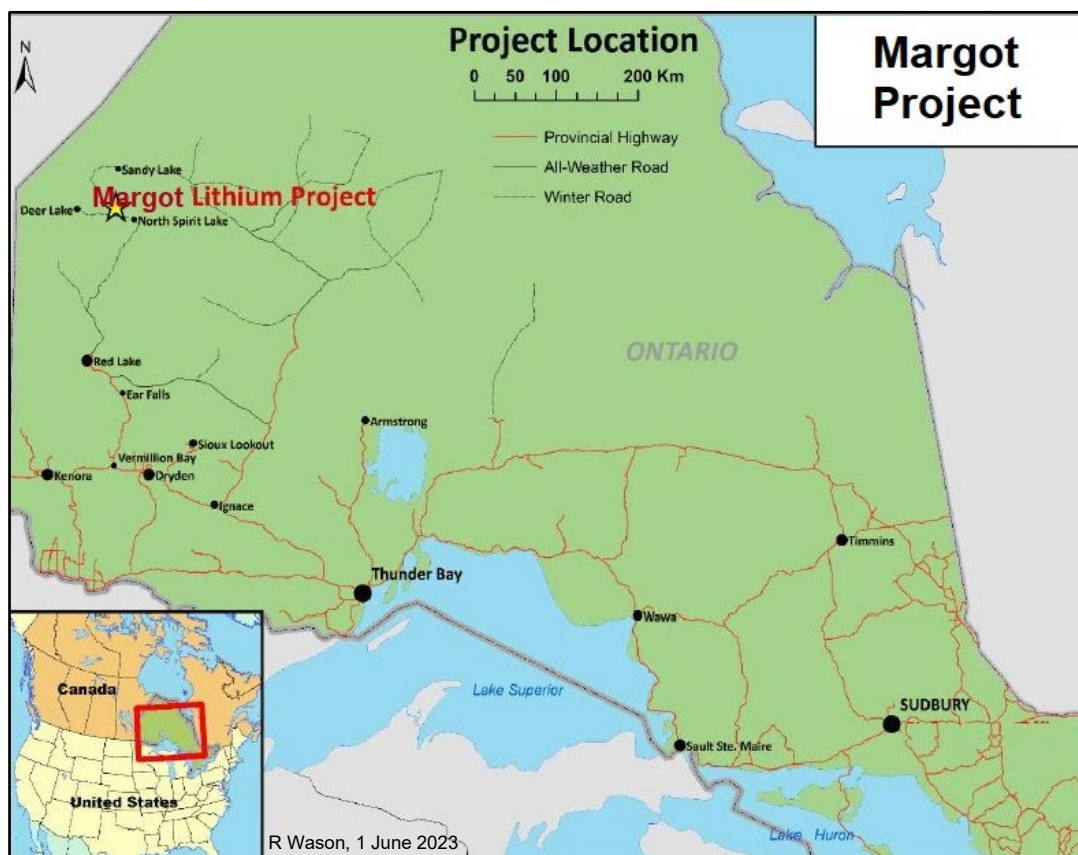 Margot
Project
Project Location
N
0 50 100 200 Km
Provincial Highway
All-Weather Road
Winter Road
Sandy Lake
Margot Lithium Project
Deer Lake
North Spirit Lake
ONTARIO
Red Lake
Ear Falls
Armstrong
Sioux Lookout
Vermillion Bay
Kenora
Dryden
Ignace
Timmins
Thunder Bay
Wawa
Lake Superior
SUDBURY
Sault Ste. Maire
Lake Huron
Canada
United States
R Wason, 1 June 2023